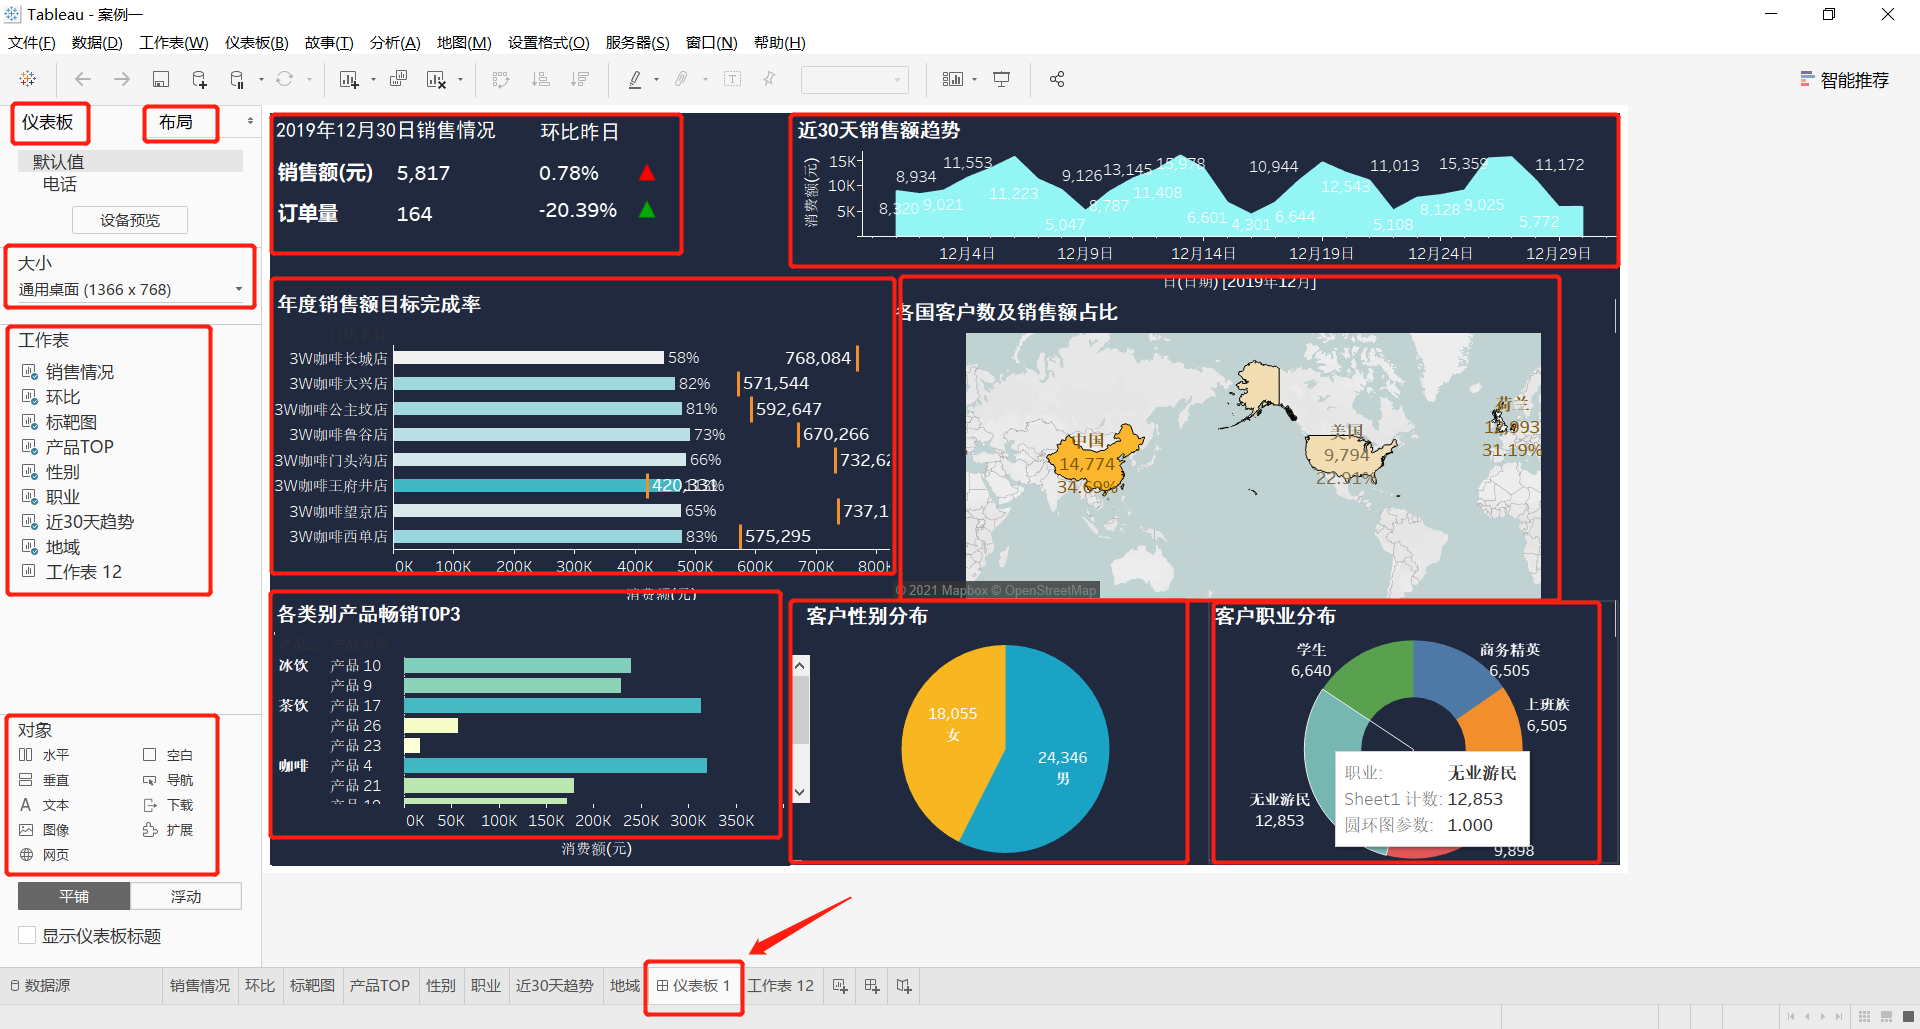 Tableau - 案例一
文件(F) 数据(D) 工作表(W) 仪表板(B) 故事(T) 分析(A) 地图(M) 设置格式(O) 服务器(S) 窗口(N) 帮助(H)
智能推荐
仪表板 布局
默认值
电话
设备预览
大小
通用桌面 (1366 x 768)
工作表
销售情况
环比
标靶图
产品TOP
性别
职业
近30天趋势
地域
工作表 12
对象
水平 空白
垂直 导航
文本 下载
图像 扩展
网页
平铺 浮动
显示仪表板标题
2019年12月30日销售情况 环比昨日
销售额(元) 5,817 0.78%
订单量 164 -20.39%
近30天销售额趋势
消费额(元)
15K
10K
5K
8,934 11,553 9,126 13,145 15,978 10,944 11,013 15,359 11,172
8,320 9,021 11,223 5,047 8,787 11,408 6,601 4,301 6,644 12,543 5,108 8,128 9,025 5,772
12月4日 12月9日 12月14日 12月19日 12月24日 12月29日
日(日期) [2019年12月]
年度销售额目标完成率
门店名称
3W咖啡长城店 58% 768,084
3W咖啡大兴店 82% 571,544
3W咖啡公主坟店 81% 592,647
3W咖啡鲁谷店 73% 670,266
3W咖啡门头沟店 66% 732,62
3W咖啡王府井店 420,331
3W咖啡望京店 65% 737,1
3W咖啡西单店 83% 575,295
0K 100K 200K 300K 400K 500K 600K 700K 800K
消费额(元)
各国客户数及销售额占比
中国
14,774
34.69%
美国
9,794
22.91%
荷兰
31.19%
© 2021 Mapbox © OpenStreetMap
各类别产品畅销TOP3
产品.. 产品名称
冰饮 产品 10
产品 9
茶饮 产品 17
产品 26
产品 23
咖啡 产品 4
产品 21
0K 50K 100K 150K 200K 250K 300K 350K
消费额(元)
客户性别分布
18,055
女
24,346
男
客户职业分布
学生
6,640
商务精英
6,505
上班族
6,505
无业游民
12,853
9,898
职业: 无业游民
Sheet1 计数: 12,853
圆环图参数: 1.000
数据源 销售情况 环比 标靶图 产品TOP 性别 职业 近30天趋势 地域 仪表板 1 工作表 12